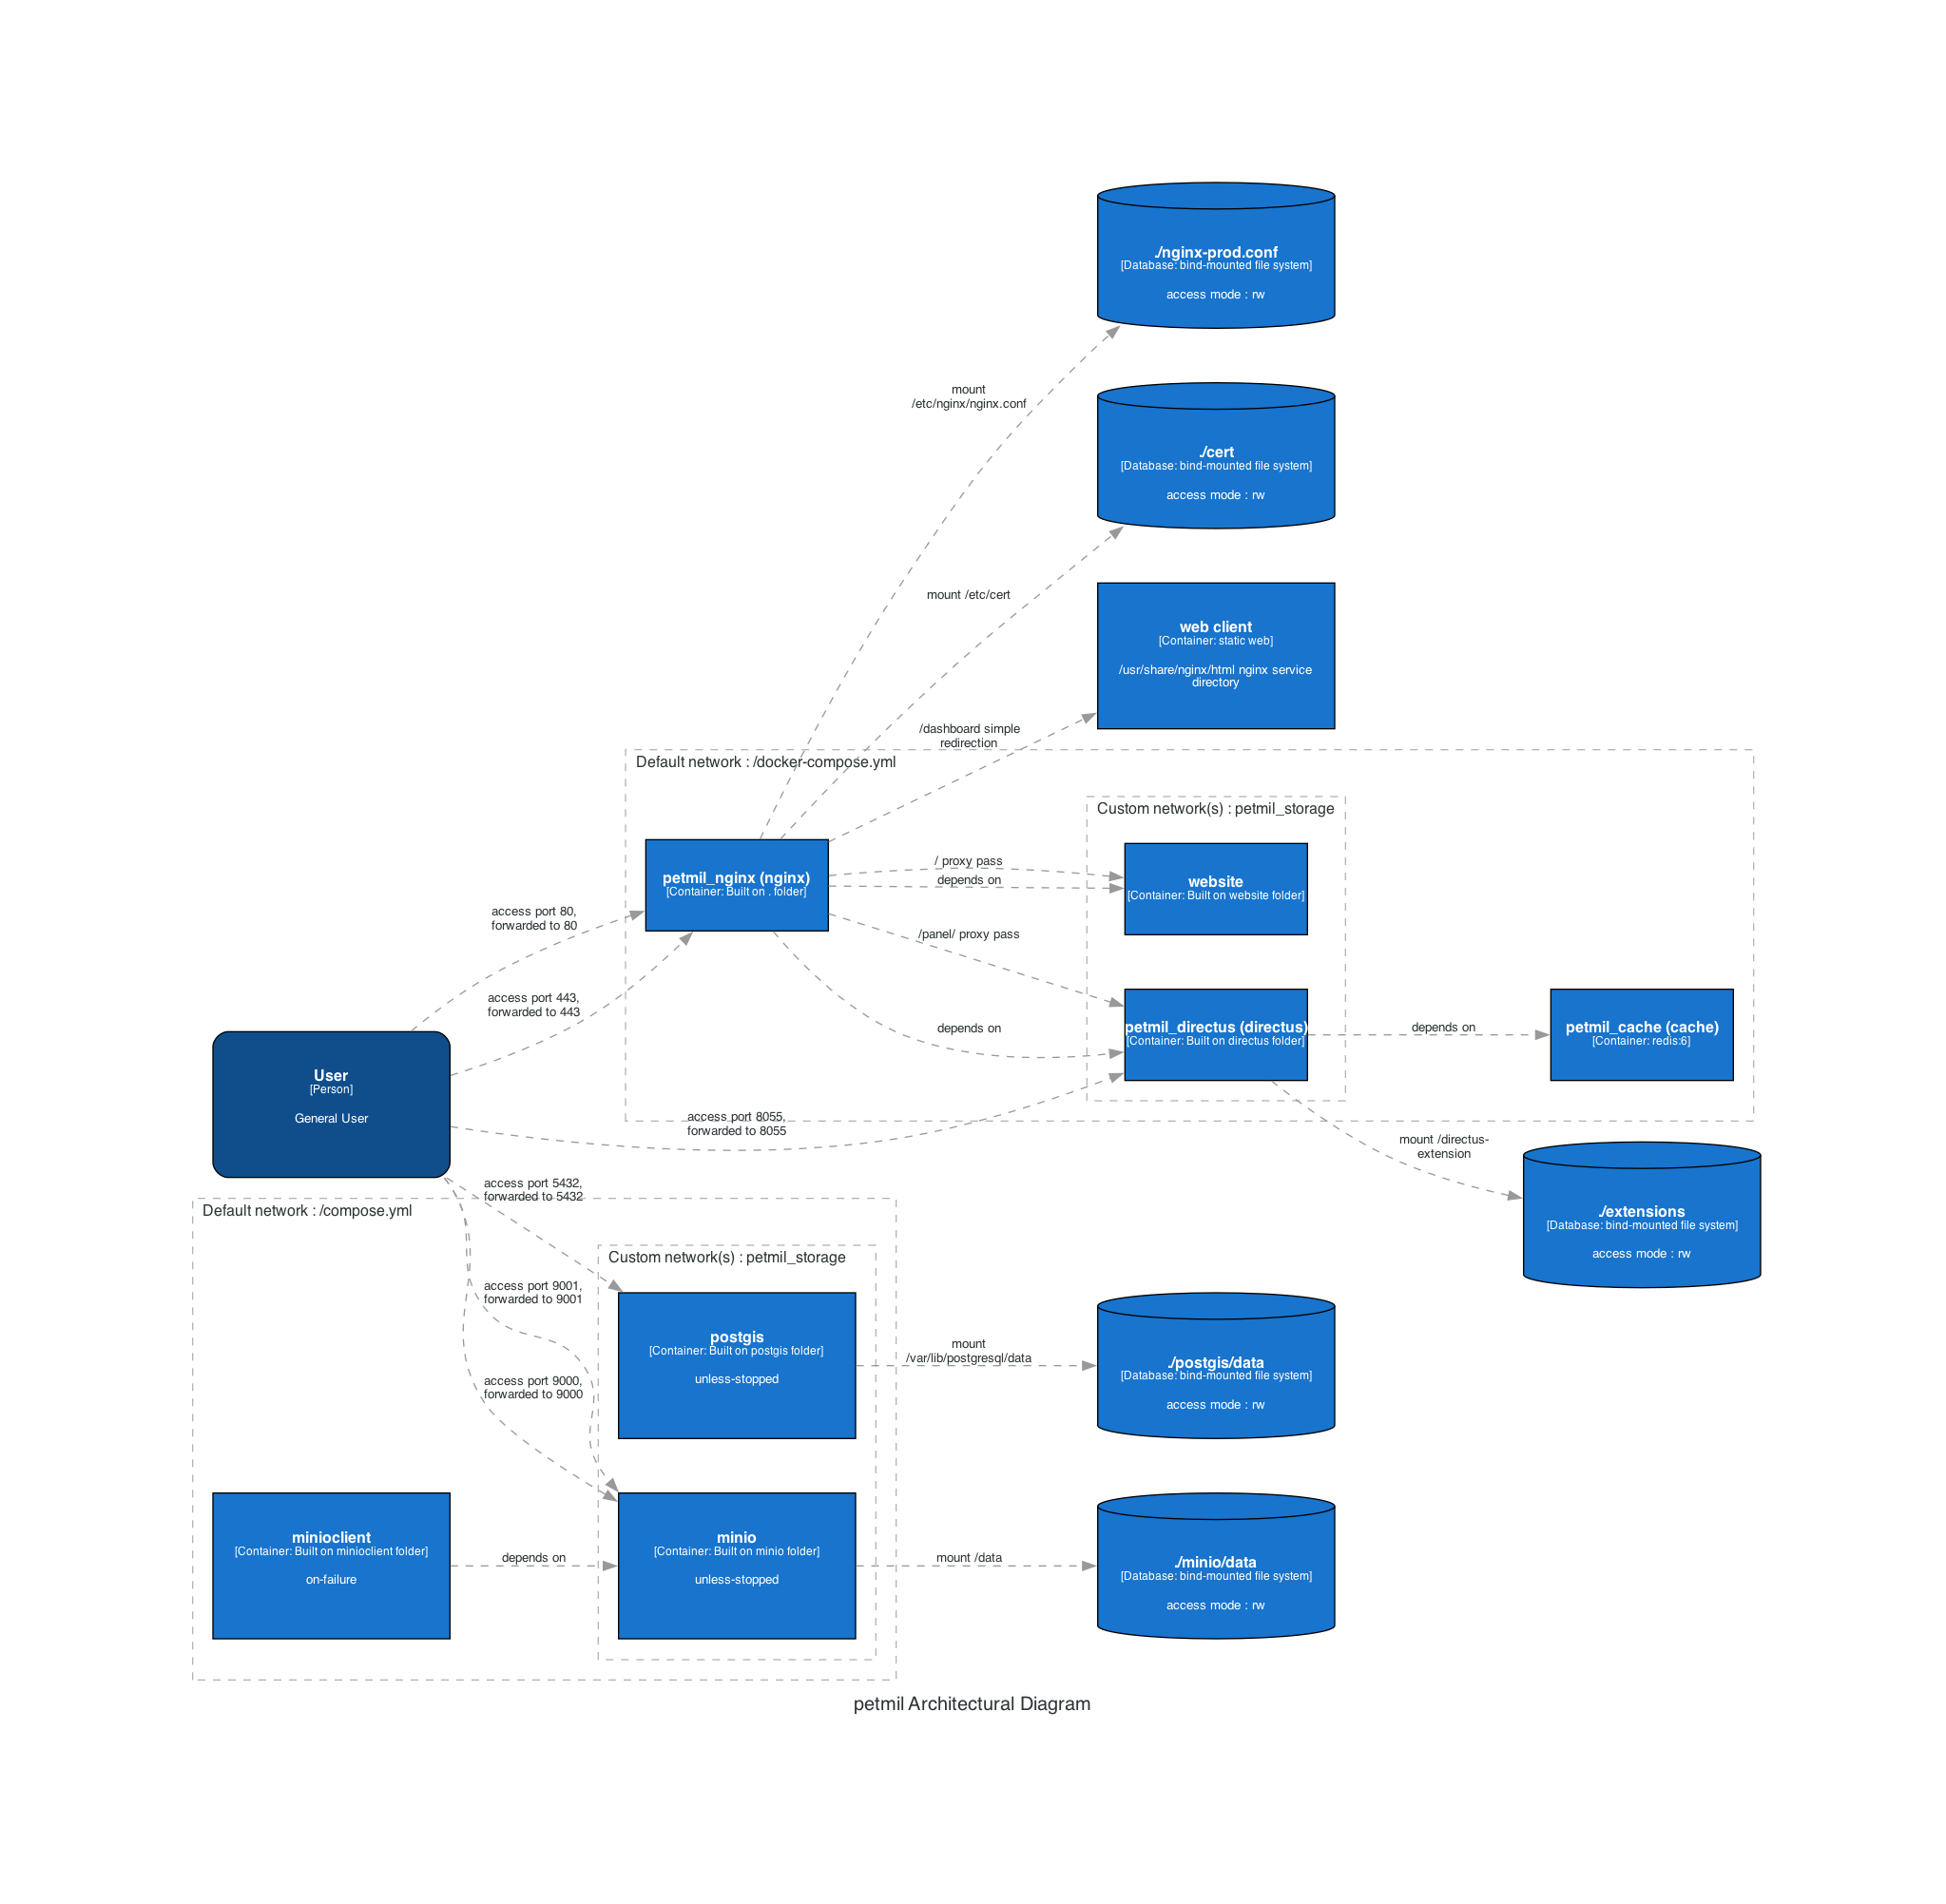 ./nginx-prod.conf
[Database: bind-mounted file system]
access mode : rw
mount
/etc/nginx/nginx.conf
./cert
[Database: bind-mounted file system]
access mode : rw
mount /etc/cert
web client
[Container: static web]
/usr/share/nginx/html nginx service
directory
/dashboard simple
redirection
Default network : /docker-compose.yml
Custom network(s) : petmil_storage
petmil_nginx (nginx)
[Container: Built on . folder]
/ proxy pass
depends on
website
[Container: Built on website folder]
access port 80,
forwarded to 80
/panel/ proxy pass
access port 443,
forwarded to 443
depends on
petmil_directus (directus)
[Container: Built on directus folder]
depends on
petmil_cache (cache)
[Container: redis:6]
User
[Person]
General User
access port 8055,
forwarded to 8055
mount /directus-
extension
./extensions
[Database: bind-mounted file system]
access mode : rw
access port 5432,
forwarded to 5432
Default network : /compose.yml
Custom network(s) : petmil_storage
access port 9001,
forwarded to 9001
postgis
[Container: Built on postgis folder]
unless-stopped
mount
/var/lib/postgresql/data
./postgis/data
[Database: bind-mounted file system]
access mode : rw
access port 9000,
forwarded to 9000
minioclient
[Container: Built on minioclient folder]
on-failure
depends on
minio
[Container: Built on minio folder]
unless-stopped
mount /data
./minio/data
[Database: bind-mounted file system]
access mode : rw
petmil Architectural Diagram